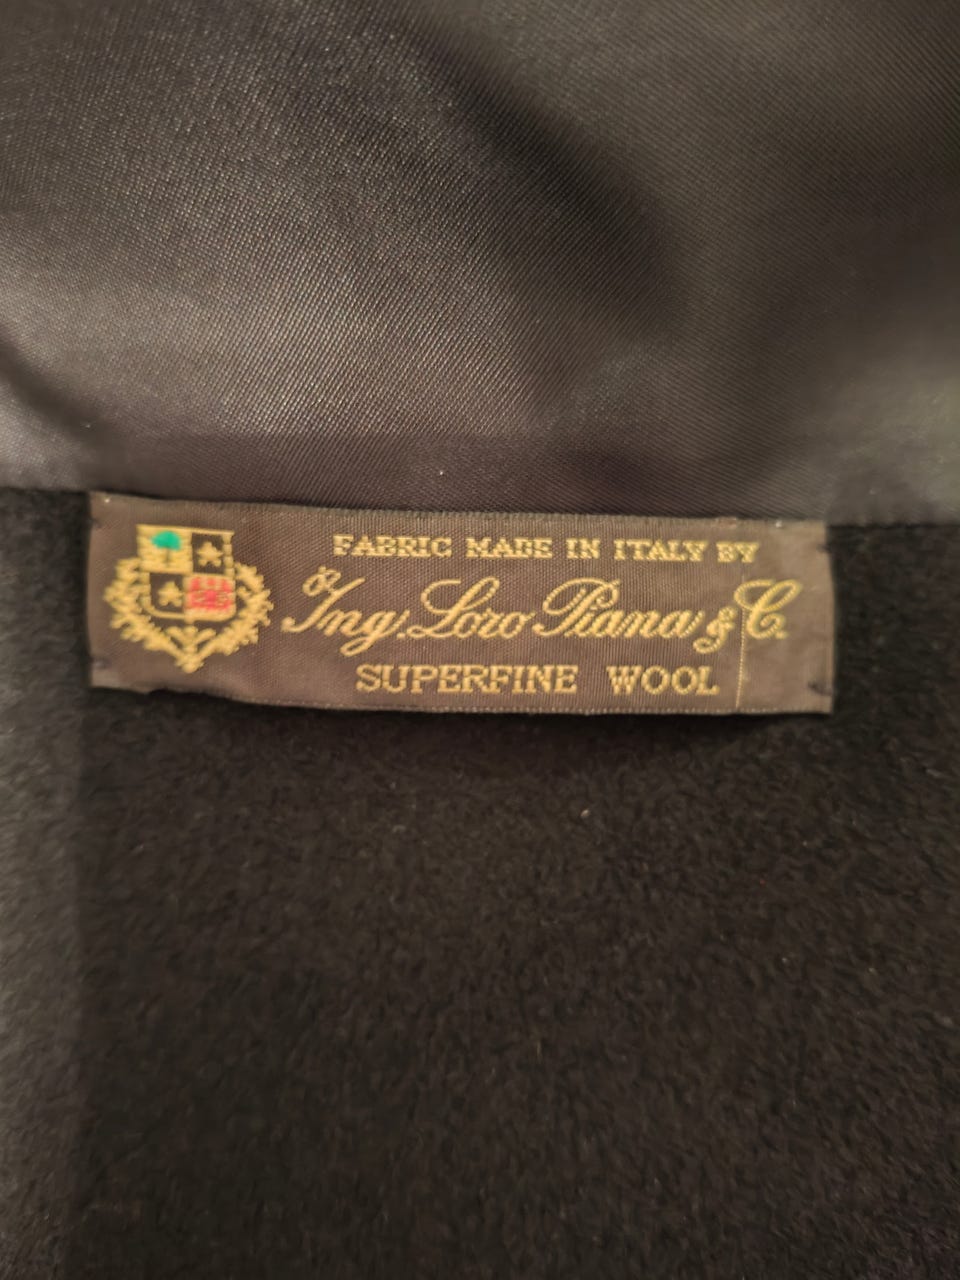 FABRIC MADE IN ITALY BY
Ing. Loro Piana & C.
SUPERFINE WOOL